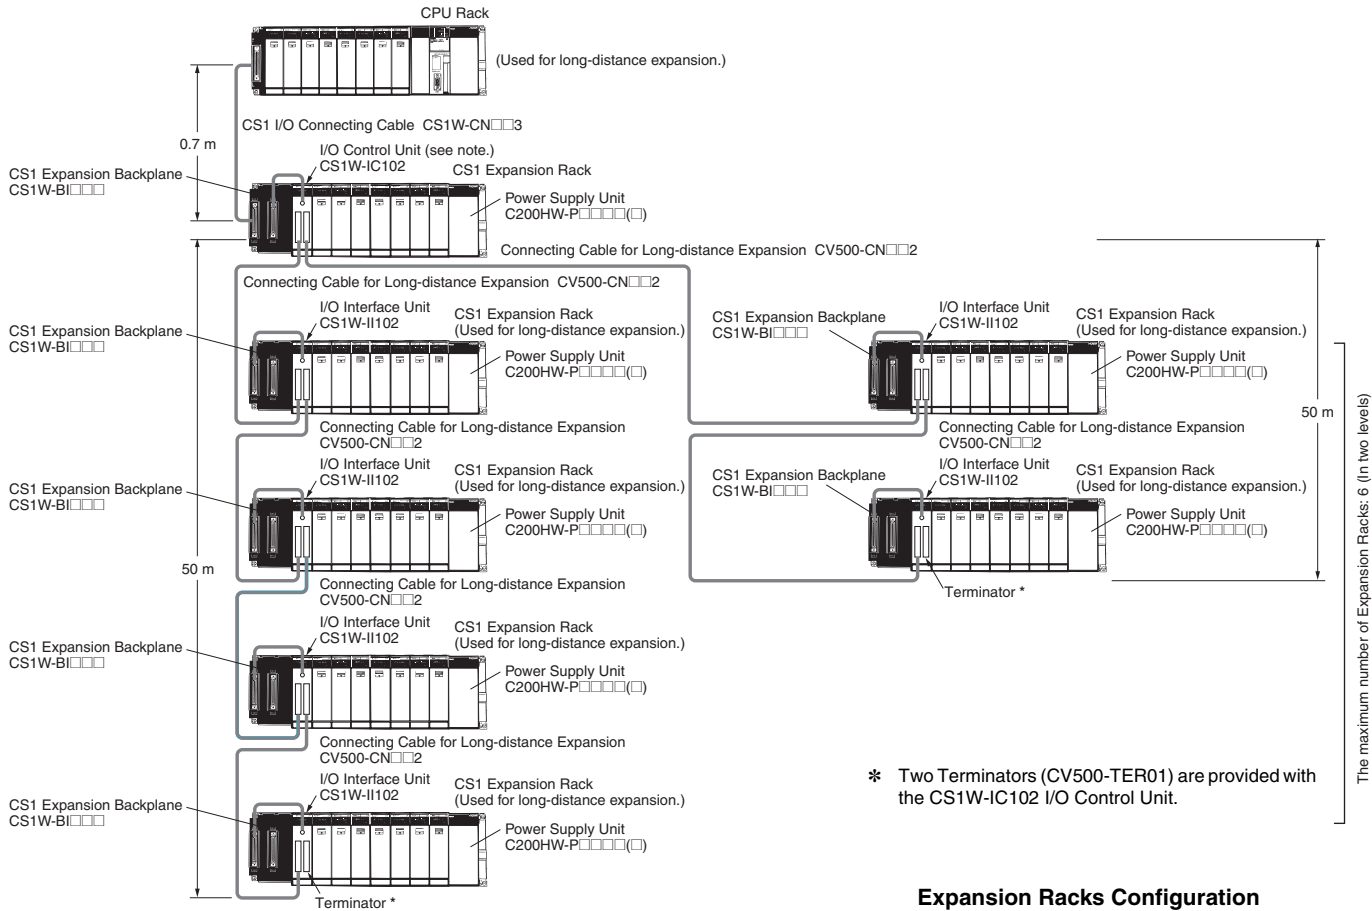 CPU Rack
(Used for long-distance expansion.)
CS1 I/O Connecting Cable CS1W-CN□□3
0.7 m
I/O Control Unit (see note.)
CS1W-IC102
CS1 Expansion Rack
CS1 Expansion Backplane
CS1W-BI□□□
Power Supply Unit
C200HW-P□□□□(□)
Connecting Cable for Long-distance Expansion CV500-CN□□2
Connecting Cable for Long-distance Expansion CV500-CN□□2
I/O Interface Unit
CS1W-II102
CS1 Expansion Rack
(Used for long-distance expansion.)
CS1 Expansion Backplane
CS1W-BI□□□
Power Supply Unit
C200HW-P□□□□(□)
CS1 Expansion Backplane
CS1W-BI□□□
I/O Interface Unit
CS1W-II102
CS1 Expansion Rack
(Used for long-distance expansion.)
Power Supply Unit
C200HW-P□□□□(□)
50 m
Connecting Cable for Long-distance Expansion
CV500-CN□□2
Connecting Cable for Long-distance Expansion
CV500-CN□□2
I/O Interface Unit
CS1W-II102
CS1 Expansion Rack
(Used for long-distance expansion.)
CS1 Expansion Backplane
CS1W-BI□□□
Power Supply Unit
C200HW-P□□□□(□)
CS1 Expansion Backplane
CS1W-BI□□□
I/O Interface Unit
CS1W-II102
CS1 Expansion Rack
(Used for long-distance expansion.)
Power Supply Unit
C200HW-P□□□□(□)
Terminator *
50 m
Connecting Cable for Long-distance Expansion
CV500-CN□□2
I/O Interface Unit
CS1W-II102
CS1 Expansion Rack
(Used for long-distance expansion.)
CS1 Expansion Backplane
CS1W-BI□□□
Power Supply Unit
C200HW-P□□□□(□)
Connecting Cable for Long-distance Expansion
CV500-CN□□2
I/O Interface Unit
CS1W-II102
CS1 Expansion Rack
(Used for long-distance expansion.)
CS1 Expansion Backplane
CS1W-BI□□□
Power Supply Unit
C200HW-P□□□□(□)
Terminator *
The maximum number of Expansion Racks: 6 (In two levels)
✻ Two Terminators (CV500-TER01) are provided with
the CS1W-IC102 I/O Control Unit.
Expansion Racks Configuration